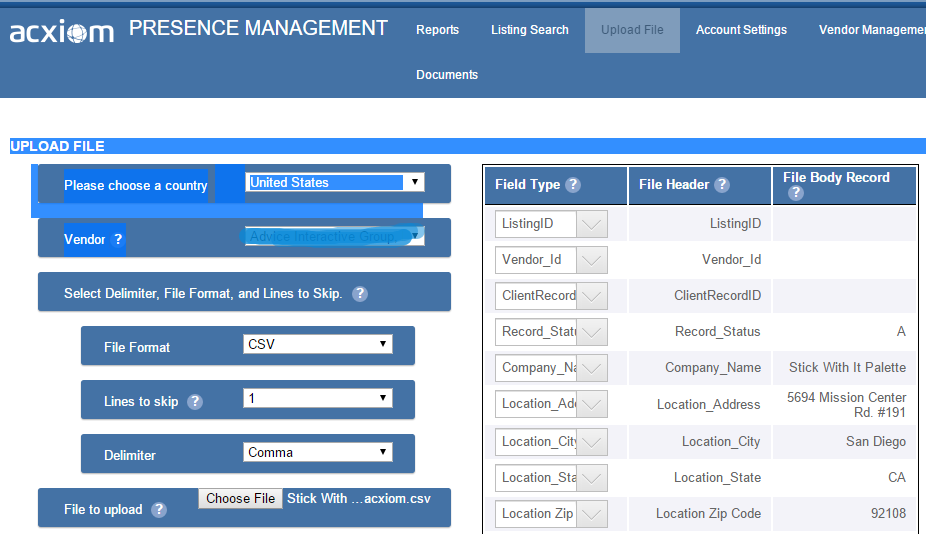 acxiom PRESENCE MANAGEMENT Reports Listing Search Upload File Account Settings Vendor Managemen
Documents
UPLOAD FILE
Please choose a country United States
Vendor ? Advice Interactive Group,
Select Delimiter, File Format, and Lines to Skip. ?
File Format CSV
Lines to skip ? 1
Delimiter Comma
File to upload ? Choose File Stick With ...acxiom.csv
Field Type ? File Header ? File Body Record ?
ListingID ListingID
Vendor_Id Vendor_Id
ClientRecord ClientRecordID
Record_Statu Record_Status A
Company_Na Company_Name Stick With It Palette
Location_Add Location_Address 5694 Mission Center
Rd. #191
Location_City Location_City San Diego
Location_Sta Location_State CA
Location Zip Location Zip Code 92108